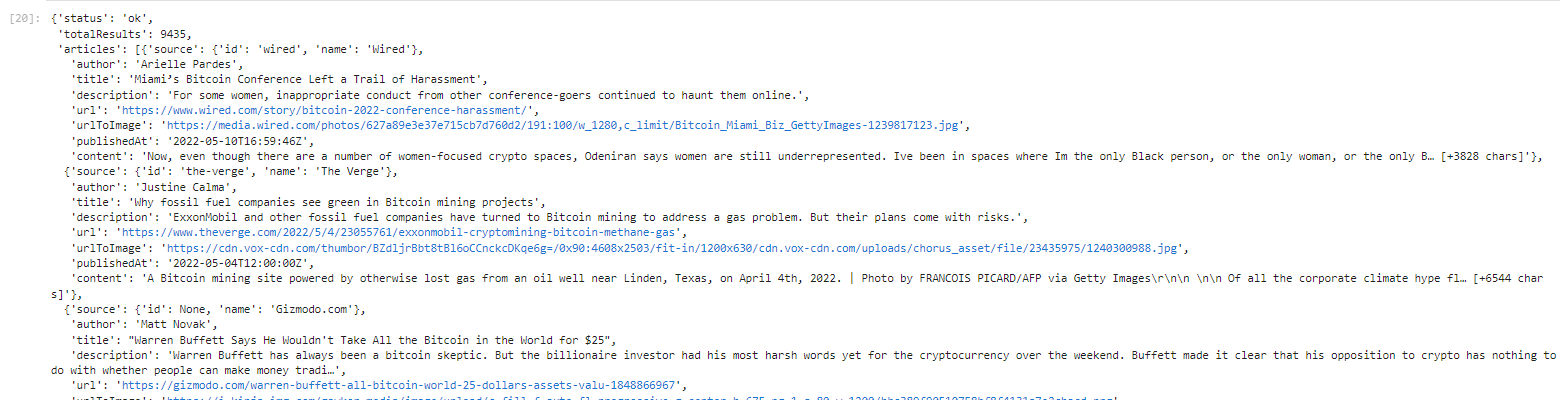 [20]: {'status': 'ok',
'totalResults': 9435,
'articles': [{'source': {'id': 'wired', 'name': 'Wired'},
'author': 'Arielle Pardes',
'title': 'Miami’s Bitcoin Conference Left a Trail of Harassment',
'description': 'For some women, inappropriate conduct from other conference-goers continued to haunt them online.',
'url': 'https://www.wired.com/story/bitcoin-2022-conference-harassment/',
'urlToImage': 'https://media.wired.com/photos/627a89e3e37e715cb7d760d2/191:100/w_1280,c_limit/Bitcoin_Miami_Biz_GettyImages-1239817123.jpg',
'publishedAt': '2022-05-10T16:59:46Z',
'content': 'Now, even though there are a number of women-focused crypto spaces, Odeniran says women are still underrepresented. Ive been in spaces where Im the only Black person, or the only woman, or the only B… [+3828 chars]'},
{'source': {'id': 'the-verge', 'name': 'The Verge'},
'author': 'Justine Calma',
'title': 'Why fossil fuel companies see green in Bitcoin mining projects',
'description': 'ExxonMobil and other fossil fuel companies have turned to Bitcoin mining to address a gas problem. But their plans come with risks.',
'url': 'https://www.theverge.com/2022/5/4/23055761/exxonmobil-cryptomining-bitcoin-methane-gas',
'urlToImage': 'https://cdn.vox-cdn.com/thumbor/BZdljrBbt8tBl6oCCnckcDKqe6g=/0x90:4608x2503/fit-in/1200x630/cdn.vox-cdn.com/uploads/chorus_asset/file/23435975/1240300988.jpg',
'publishedAt': '2022-05-04T12:00:00Z',
'content': 'A Bitcoin mining site powered by otherwise lost gas from an oil well near Linden, Texas, on April 4th, 2022. | Photo by FRANCOIS PICARD/AFP via Getty Images\r\n\n \n\n Of all the corporate climate hype fl… [+6544 char
s]'},
{'source': {'id': None, 'name': 'Gizmodo.com'},
'author': 'Matt Novak',
'title': "Warren Buffett Says He Wouldn't Take All the Bitcoin in the World for $25",
'description': 'Warren Buffett has always been a bitcoin skeptic. But the billionaire investor had his most harsh words yet for the cryptocurrency over the weekend. Buffett made it clear that his opposition to crypto has nothing to
do with whether people can make money tradi…',
'url': 'https://gizmodo.com/warren-buffett-all-bitcoin-world-25-dollars-assets-valu-1848866967',